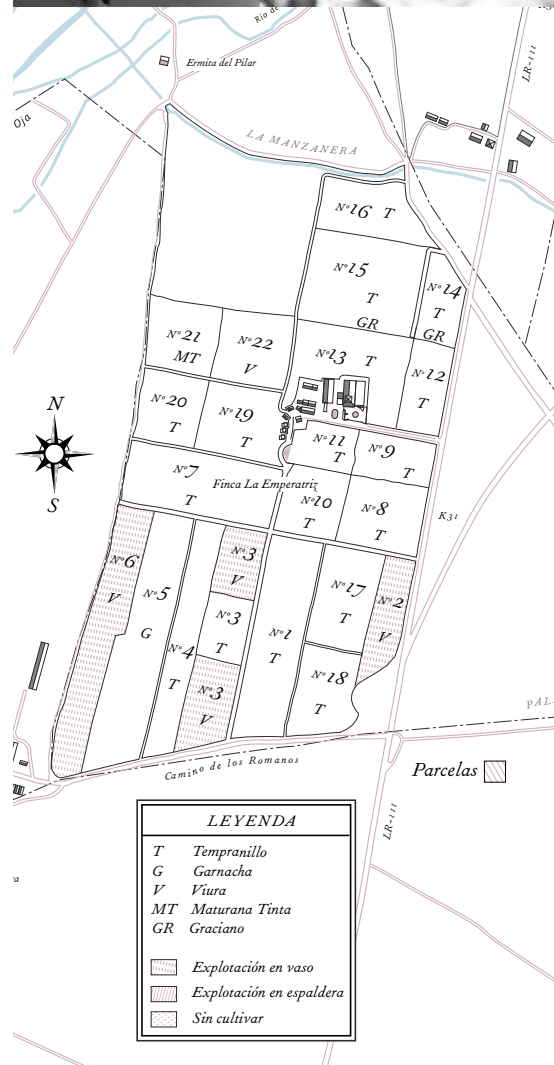 Río de
LR-111
Ermita del Pilar
Oja
LA MANZANERA
Nº16 T
Nº15
T
GR
Nº14
T
GR
Nº21
MT
Nº22
V
Nº13 T
Nº12
T
N
S
Nº20
T
Nº19
T
Nº11
T
Nº9
T
Nº7
T
Finca La Emperatriz
Nº10
T
Nº8
T
K31
Nº6
V
Nº5
G
Nº3
V
Nº17
T
Nº2
V
Nº3
T
Nº1
T
Nº4
T
Nº3
V
Nº18
T
PAL
Camino de los Romanos
Parcelas
LR-111
LEYENDA
T Tempranillo
G Garnacha
V Viura
MT Maturana Tinta
GR Graciano
Explotación en vaso
Explotación en espaldera
Sin cultivar